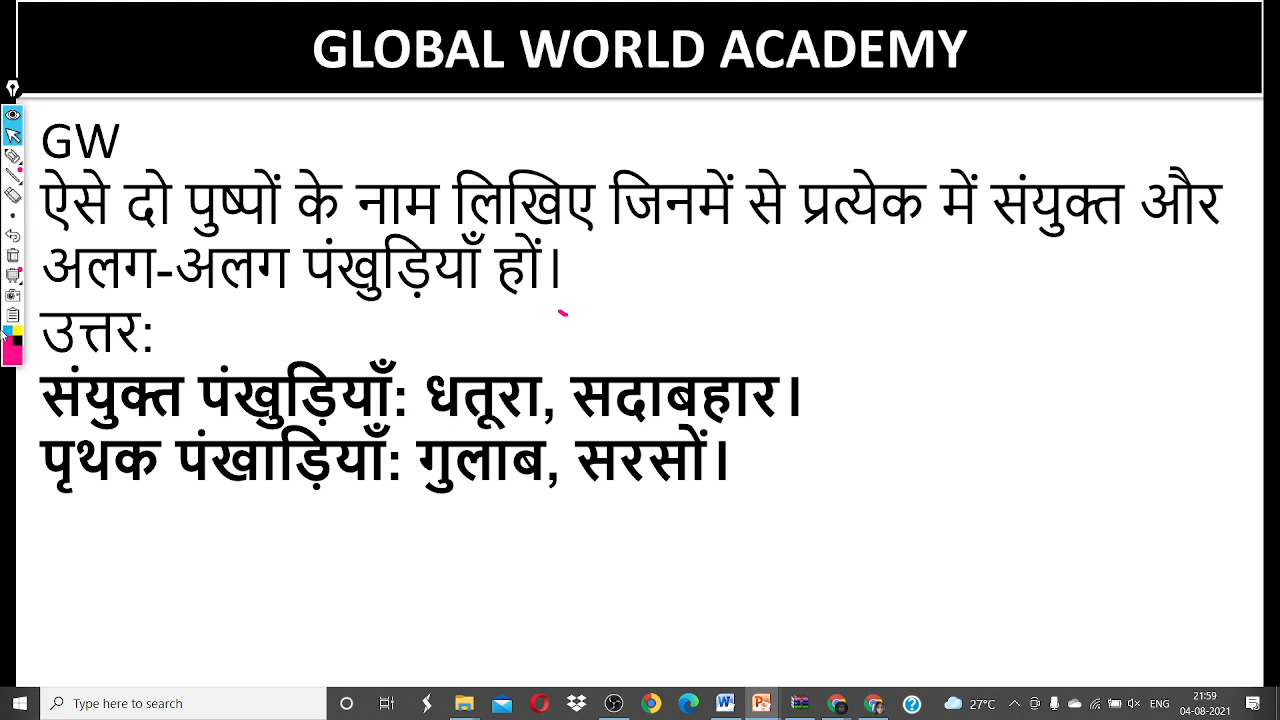 GLOBAL WORLD ACADEMY
GW
ऐसे दो पुष्पों के नाम लिखिए जिनमें से प्रत्येक में संयुक्त और
अलग-अलग पंखुड़ियाँ हों।
उत्तर:
संयुक्त पंखुड़ियाँ: धतूरा, सदाबहार।
पृथक पंखाड़ियाँ: गुलाब, सरसों।
Type here to search
27°C
ENG
21:59
04-08-2021